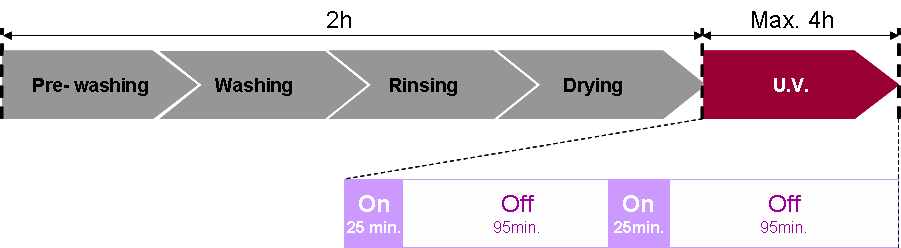 2h
Max. 4h
Pre- washing
Washing
Rinsing
Drying
U.V.
On
25 min.
Off
95min.
On
25min.
Off
95min.